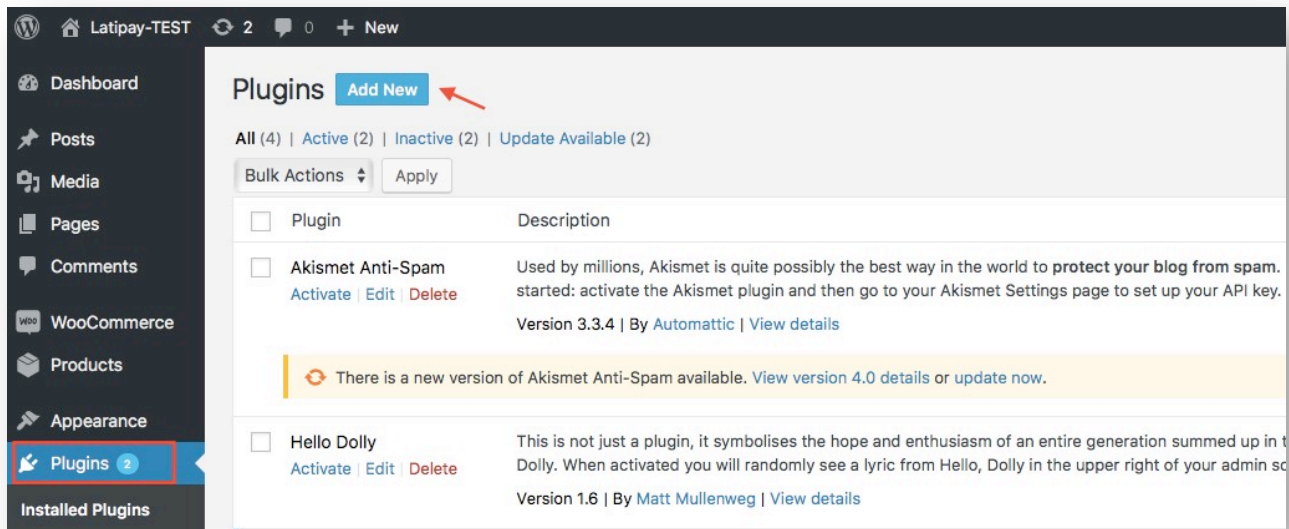 Latipay-TEST 2 0 + New
Dashboard
Posts
Media
Pages
Comments
WooCommerce
Products
Appearance
Plugins 2
Installed Plugins
Plugins Add New
All (4) | Active (2) | Inactive (2) | Update Available (2)
Bulk Actions Apply
Plugin Description
Akismet Anti-Spam
Activate | Edit | Delete
Used by millions, Akismet is quite possibly the best way in the world to protect your blog from spam.
started: activate the Akismet plugin and then go to your Akismet Settings page to set up your API key.
Version 3.3.4 | By Automattic | View details
There is a new version of Akismet Anti-Spam available. View version 4.0 details or update now.
Hello Dolly
Activate | Edit | Delete
This is not just a plugin, it symbolises the hope and enthusiasm of an entire generation summed up in
Dolly. When activated you will randomly see a lyric from Hello, Dolly in the upper right of your admin
Version 1.6 | By Matt Mullenweg | View details